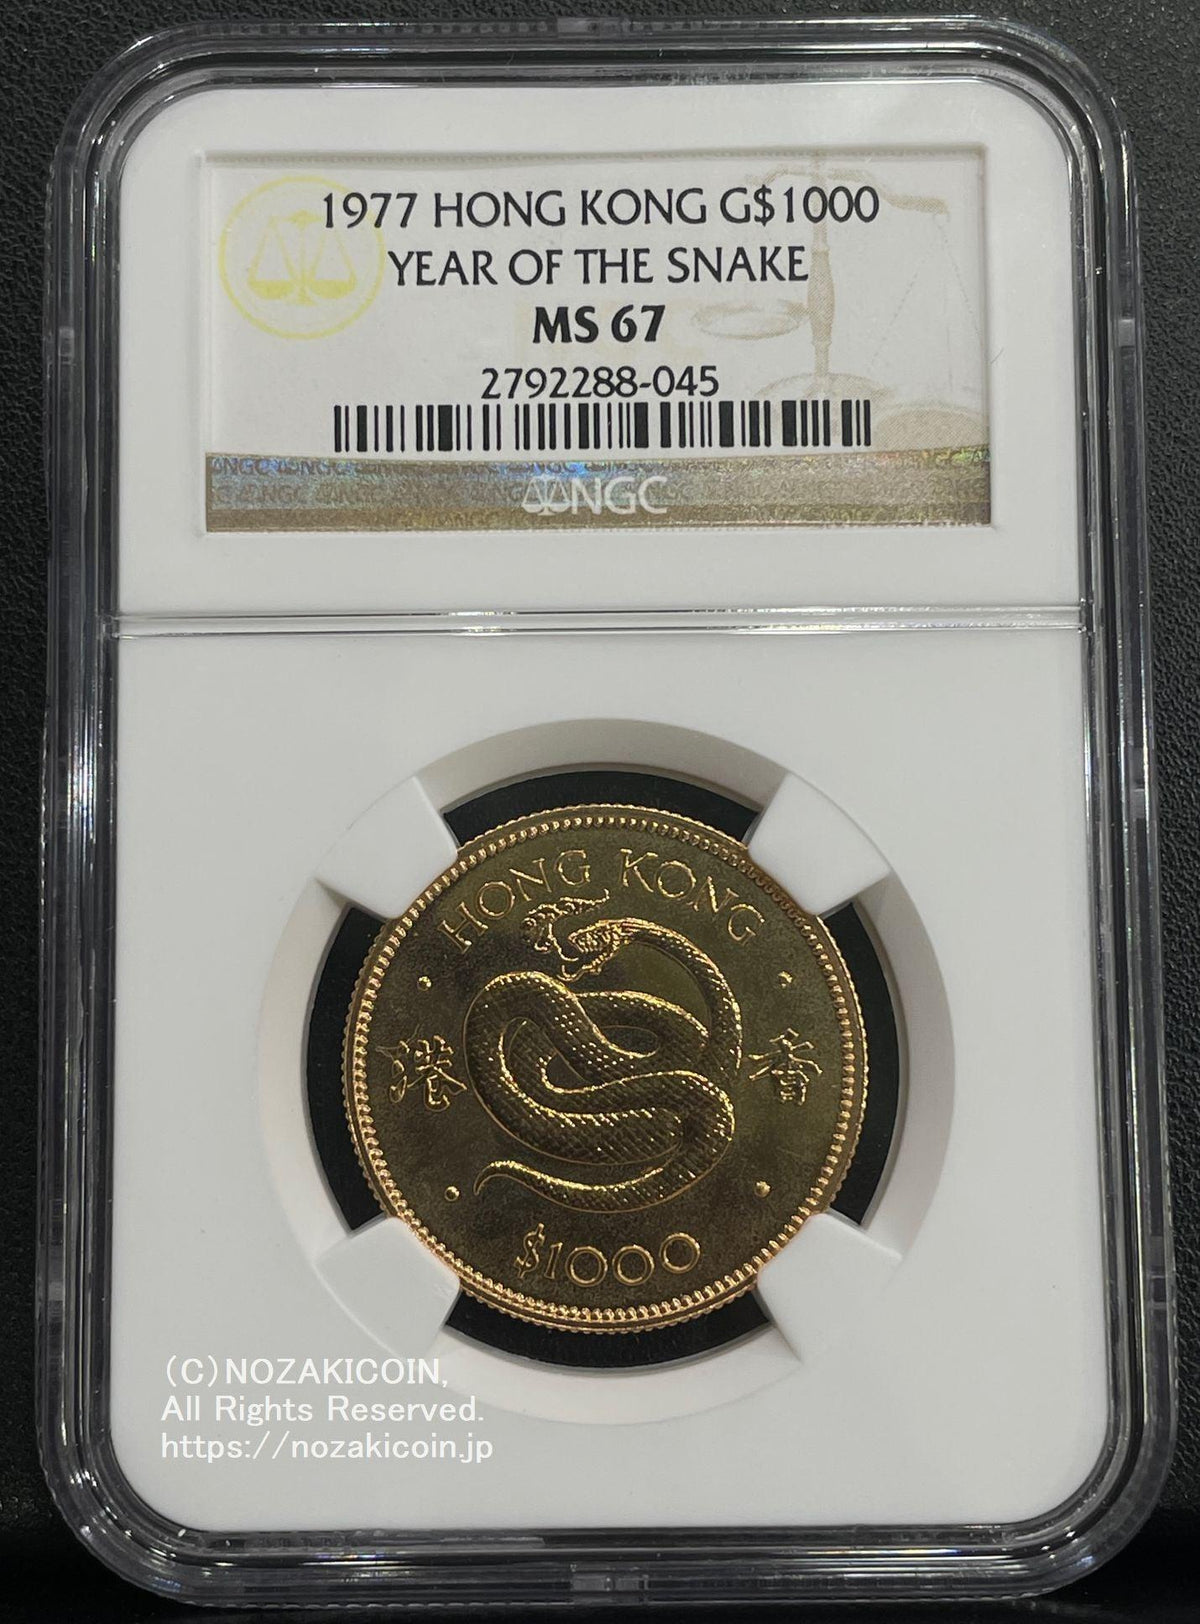 1977 HONG KONG G$1000
YEAR OF THE SNAKE
MS 67
2792288-045
NGC
HONG KONG
港 香
$1000
(C)NOZAKICOIN,
All Rights Reserved.
https://nozakicoin.jp